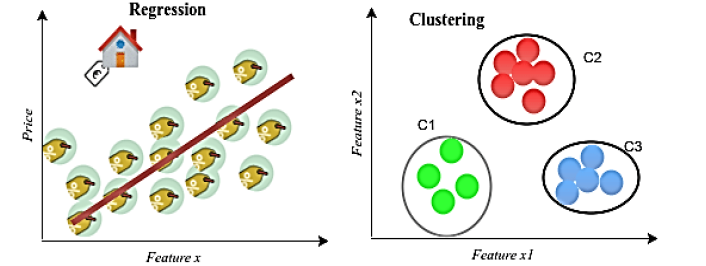 Regression
Price
Feature x
Clustering
Feature x2
C2
C1
C3
Feature x1